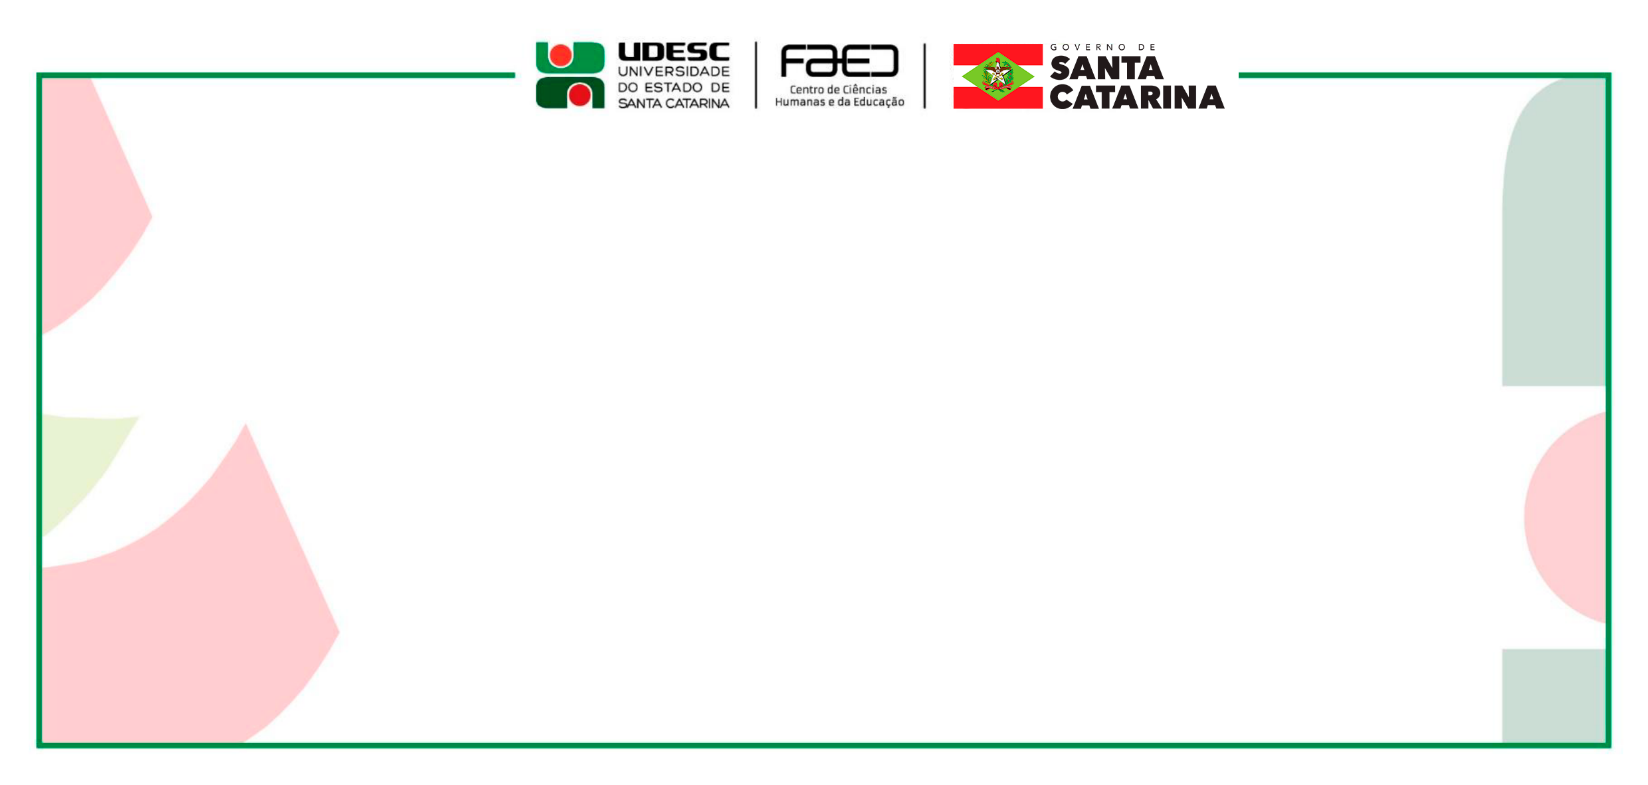 UDESC
UNIVERSIDADE
DO ESTADO DE
SANTA CATARINA
FAED
Centro de Ciências
Humanas e da Educação
GOVERNO DE
SANTA
CATARINA